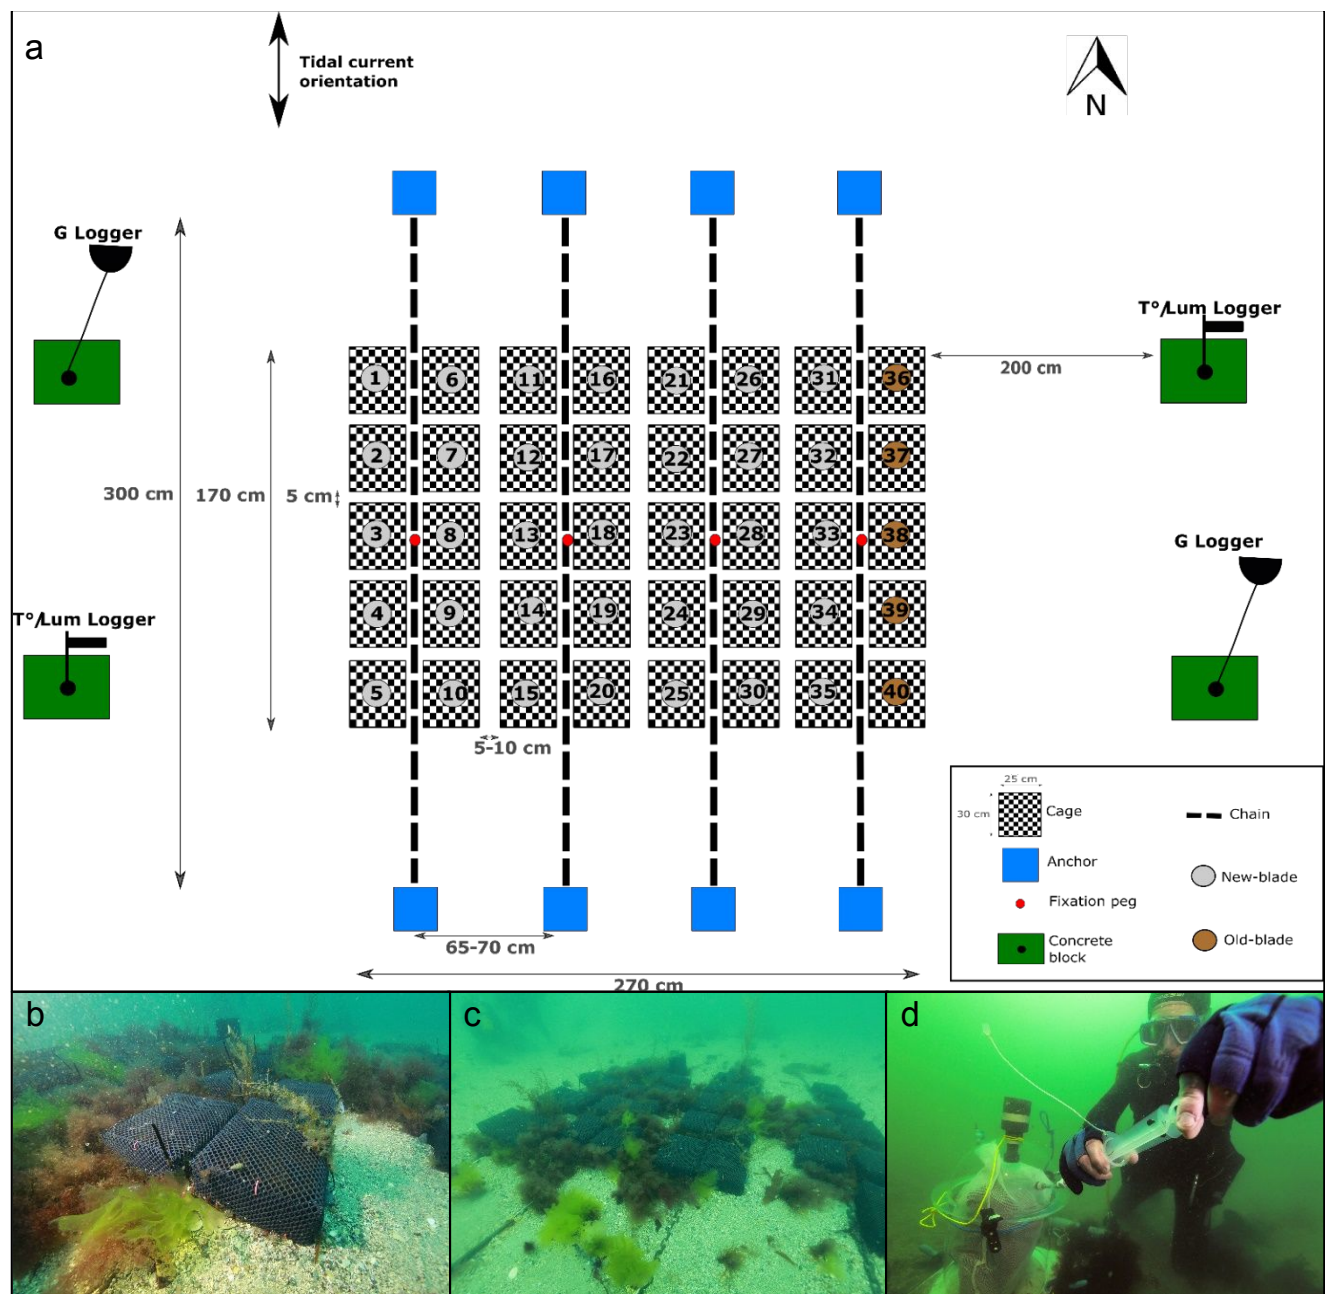 a
Tidal current
orientation
N
G Logger
T°/Lum Logger
200 cm
1 6 11 16 21 26 31 36
2 7 12 17 22 27 32 37
300 cm 170 cm 5 cm
3 8 13 18 23 28 33 38
G Logger
4 9 14 19 24 29 34 39
T°/Lum Logger
5 10 15 20 25 30 35 40
5-10 cm
65-70 cm
270 cm
25 cm
30 cm
Cage
Chain
Anchor
New-blade
Fixation peg
Concrete
block
Old-blade
b
c
d